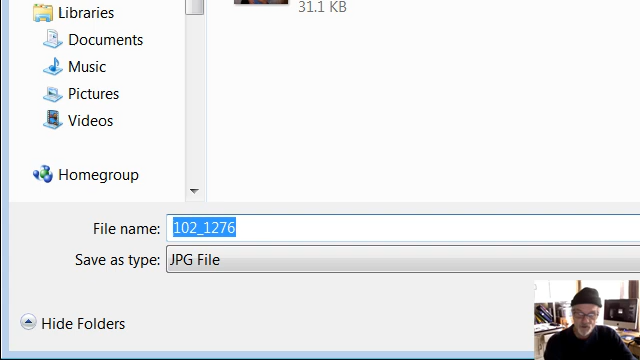 Libraries
31.1 KB
Documents
Music
Pictures
Videos
Homegroup
File name: 102_1276
Save as type: JPG File
Hide Folders